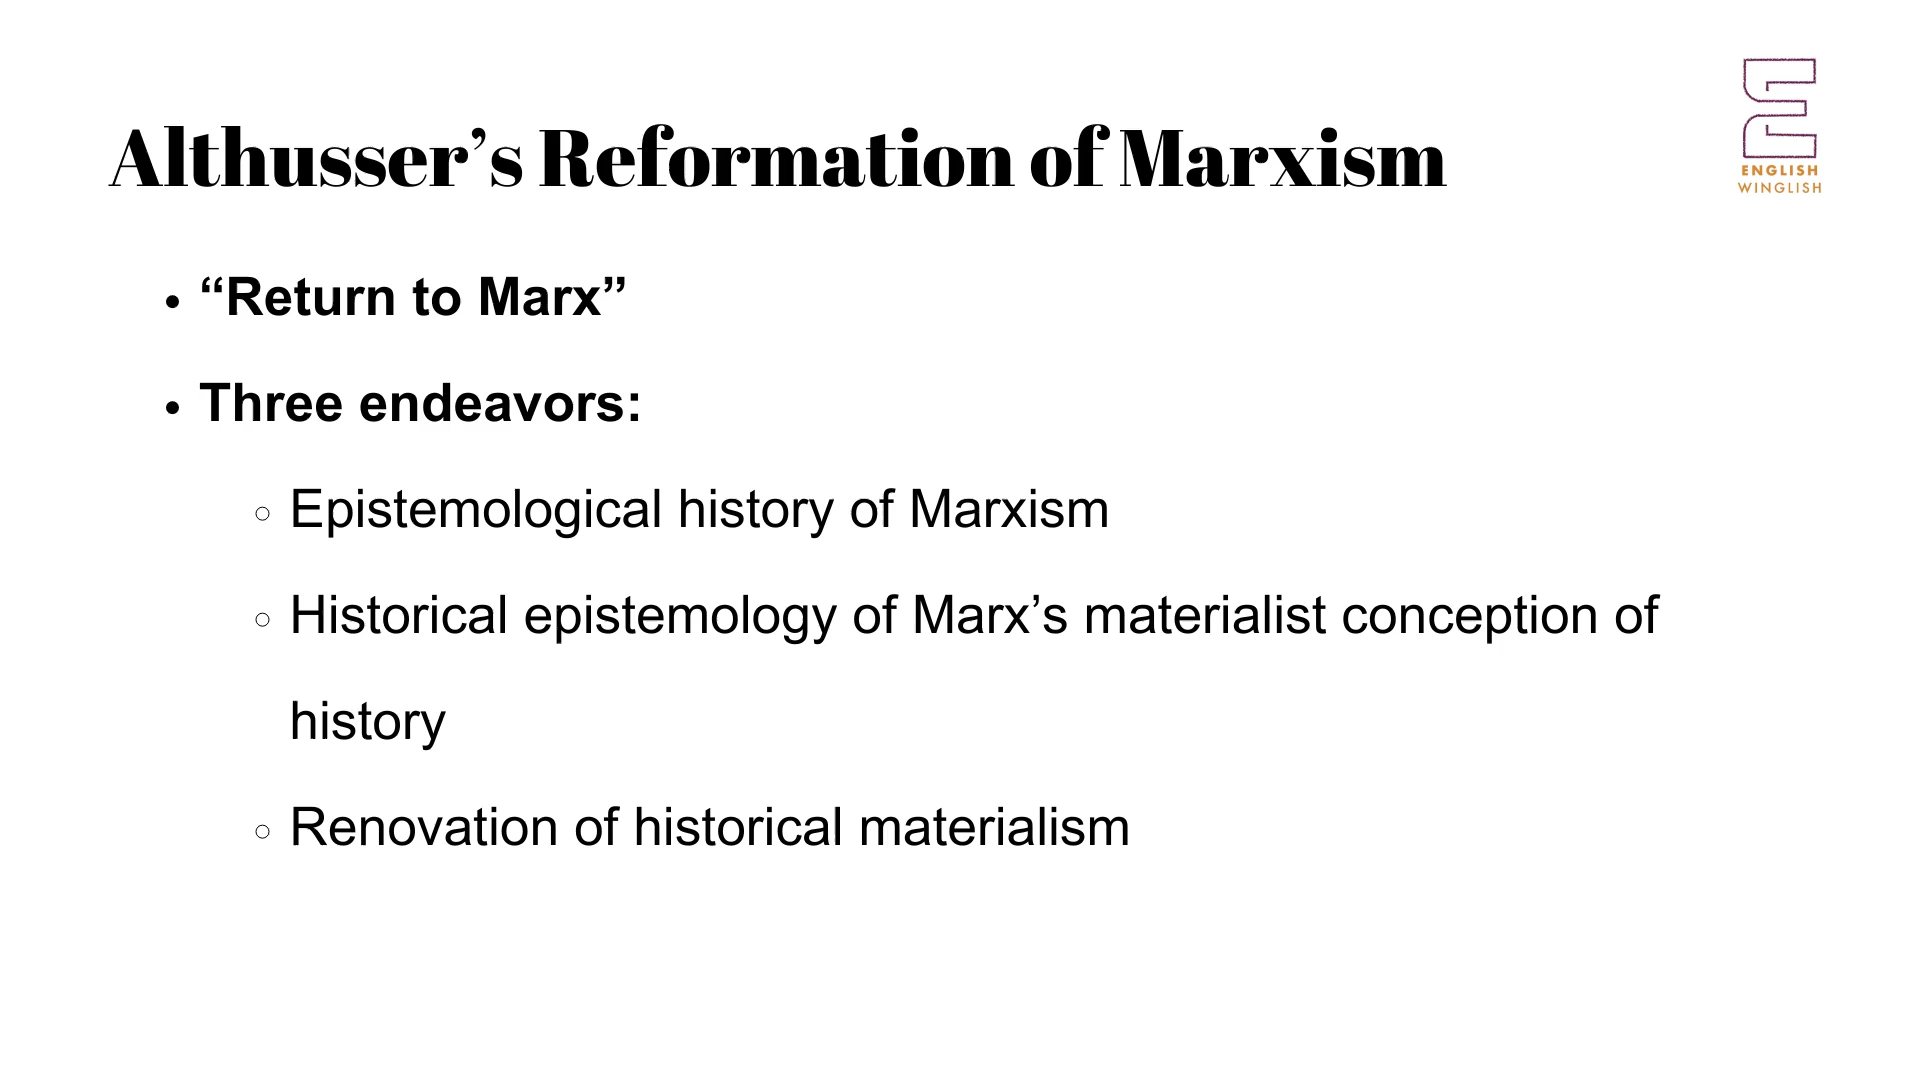 Althusser’s Reformation of Marxism
ENGLISH
WINGLISH
• “Return to Marx”
• Three endeavors:
◦ Epistemological history of Marxism
◦ Historical epistemology of Marx’s materialist conception of
history
◦ Renovation of historical materialism